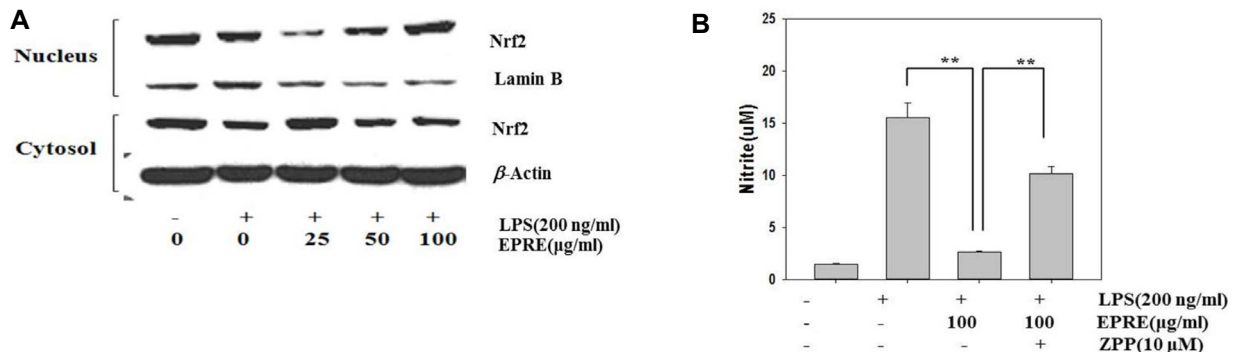 A
Nucleus
Nrf2
Lamin B
Cytosol
Nrf2
β-Actin
- + + + + LPS(200 ng/ml)
0 0 25 50 100 EPRE(µg/ml)
B
Nitrite(uM)
25
20
15
10
5
0
** **
- + + + LPS(200 ng/ml)
- - 100 100 EPRE(µg/ml)
- - - + ZPP(10 µM)